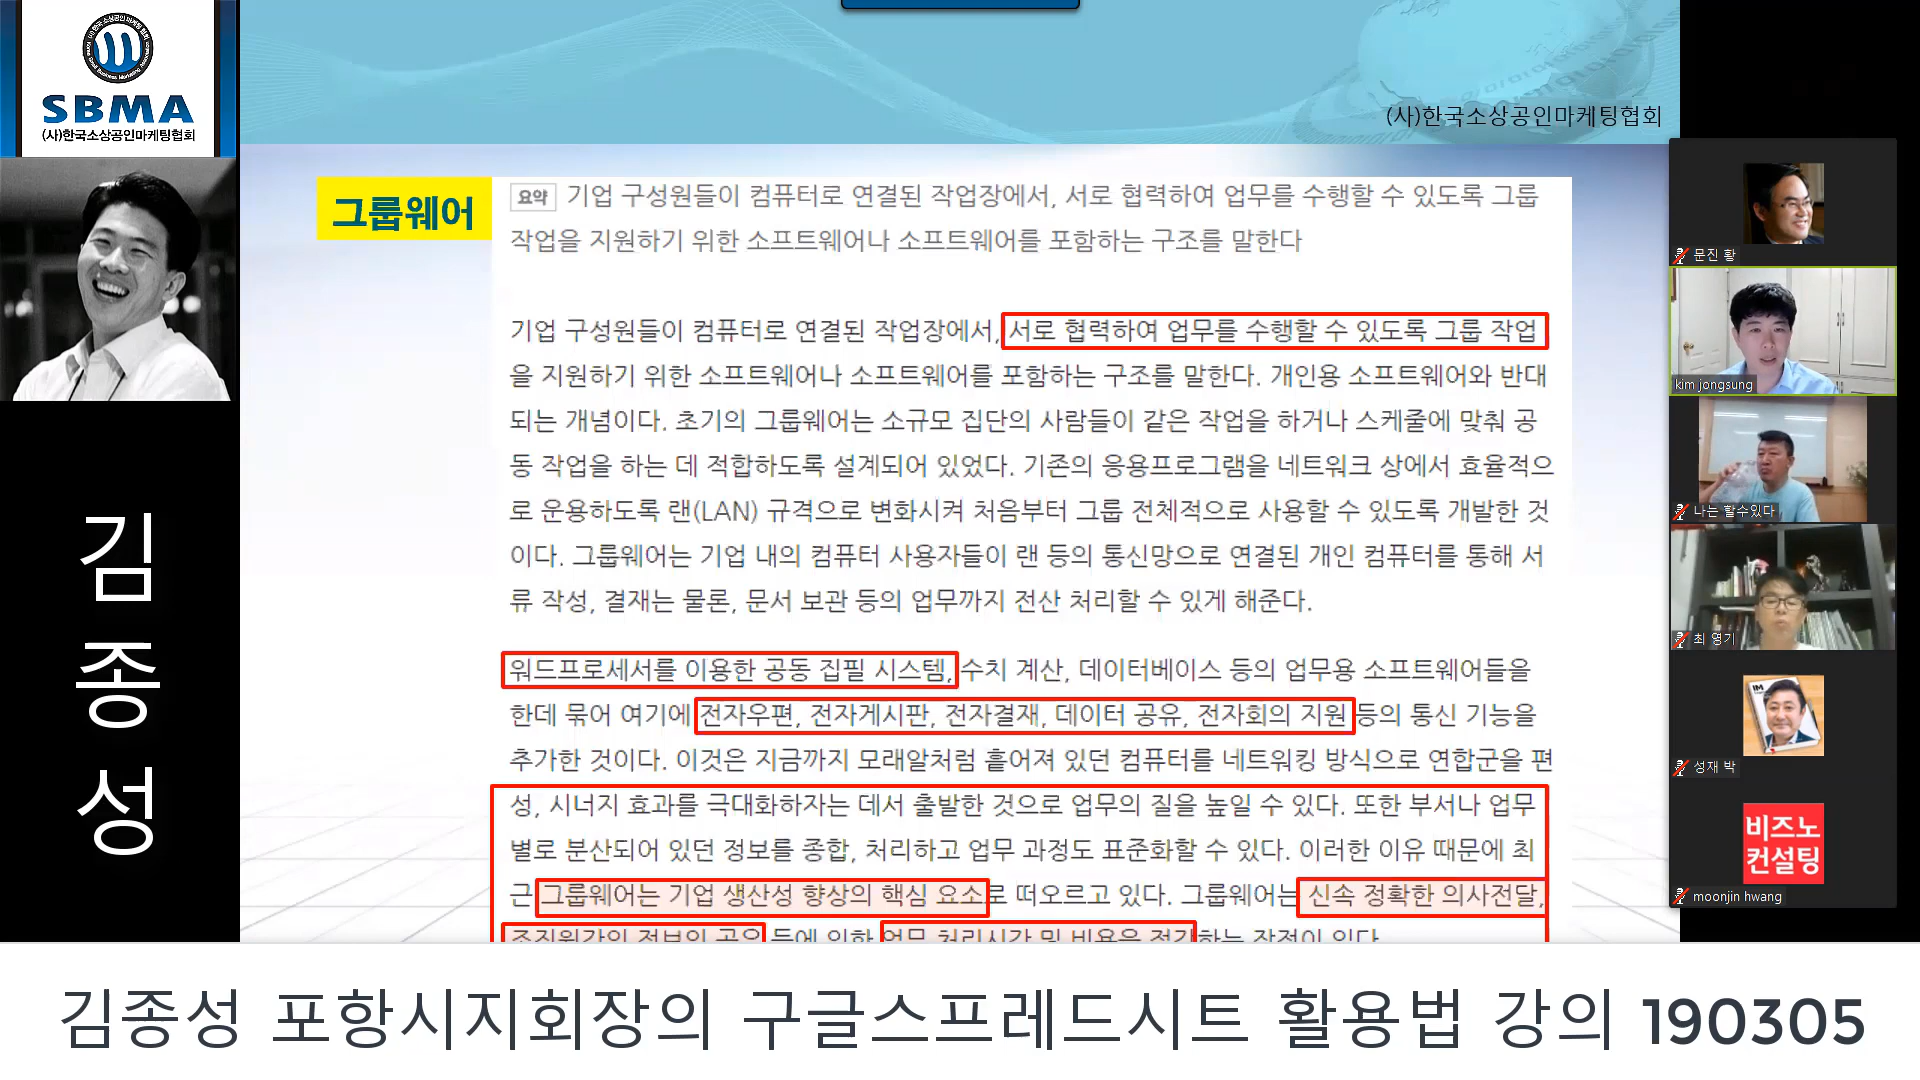 SBMA
(사)한국소상공인마케팅협회
김
종
성
(사)한국소상공인마케팅협회
그룹웨어
요약 기업 구성원들이 컴퓨터로 연결된 작업장에서, 서로 협력하여 업무를 수행할 수 있도록 그룹
작업을 지원하기 위한 소프트웨어나 소프트웨어를 포함하는 구조를 말한다
기업 구성원들이 컴퓨터로 연결된 작업장에서, 서로 협력하여 업무를 수행할 수 있도록 그룹 작업
을 지원하기 위한 소프트웨어나 소프트웨어를 포함하는 구조를 말한다. 개인용 소프트웨어와 반대
되는 개념이다. 초기의 그룹웨어는 소규모 집단의 사람들이 같은 작업을 하거나 스케줄에 맞춰 공
동 작업을 하는 데 적합하도록 설계되어 있었다. 기존의 응용프로그램을 네트워크 상에서 효율적으
로 운용하도록 랜(LAN) 규격으로 변화시켜 처음부터 그룹 전체적으로 사용할 수 있도록 개발한 것
이다. 그룹웨어는 기업 내의 컴퓨터 사용자들이 랜 등의 통신망으로 연결된 개인 컴퓨터를 통해 서
류 작성, 결재는 물론, 문서 보관 등의 업무까지 전산 처리할 수 있게 해준다.
워드프로세서를 이용한 공동 집필 시스템, 수치 계산, 데이터베이스 등의 업무용 소프트웨어들을
한데 묶어 여기에 전자우편, 전자게시판, 전자결재, 데이터 공유, 전자회의 지원 등의 통신 기능을
추가한 것이다. 이것은 지금까지 모래알처럼 흩어져 있던 컴퓨터를 네트워킹 방식으로 연합군을 편
성, 시너지 효과를 극대화하자는 데서 출발한 것으로 업무의 질을 높일 수 있다. 또한 부서나 업무
별로 분산되어 있던 정보를 종합, 처리하고 업무 과정도 표준화할 수 있다. 이러한 이유 때문에 최
근 그룹웨어는 기업 생산성 향상의 핵심 요소로 떠오르고 있다. 그룹웨어는 신속 정확한 의사전달,
조직원간의 정보의 공유 등에 의한 업무 처리시간 및 비용을 절감하는 장점이 있다.
문진 황
kim jongsung
나는 할수있다
최 영기
성재 박
비즈노
컨설팅
moonjin hwang
김종성 포항시지회장의 구글스프레드시트 활용법 강의 190305